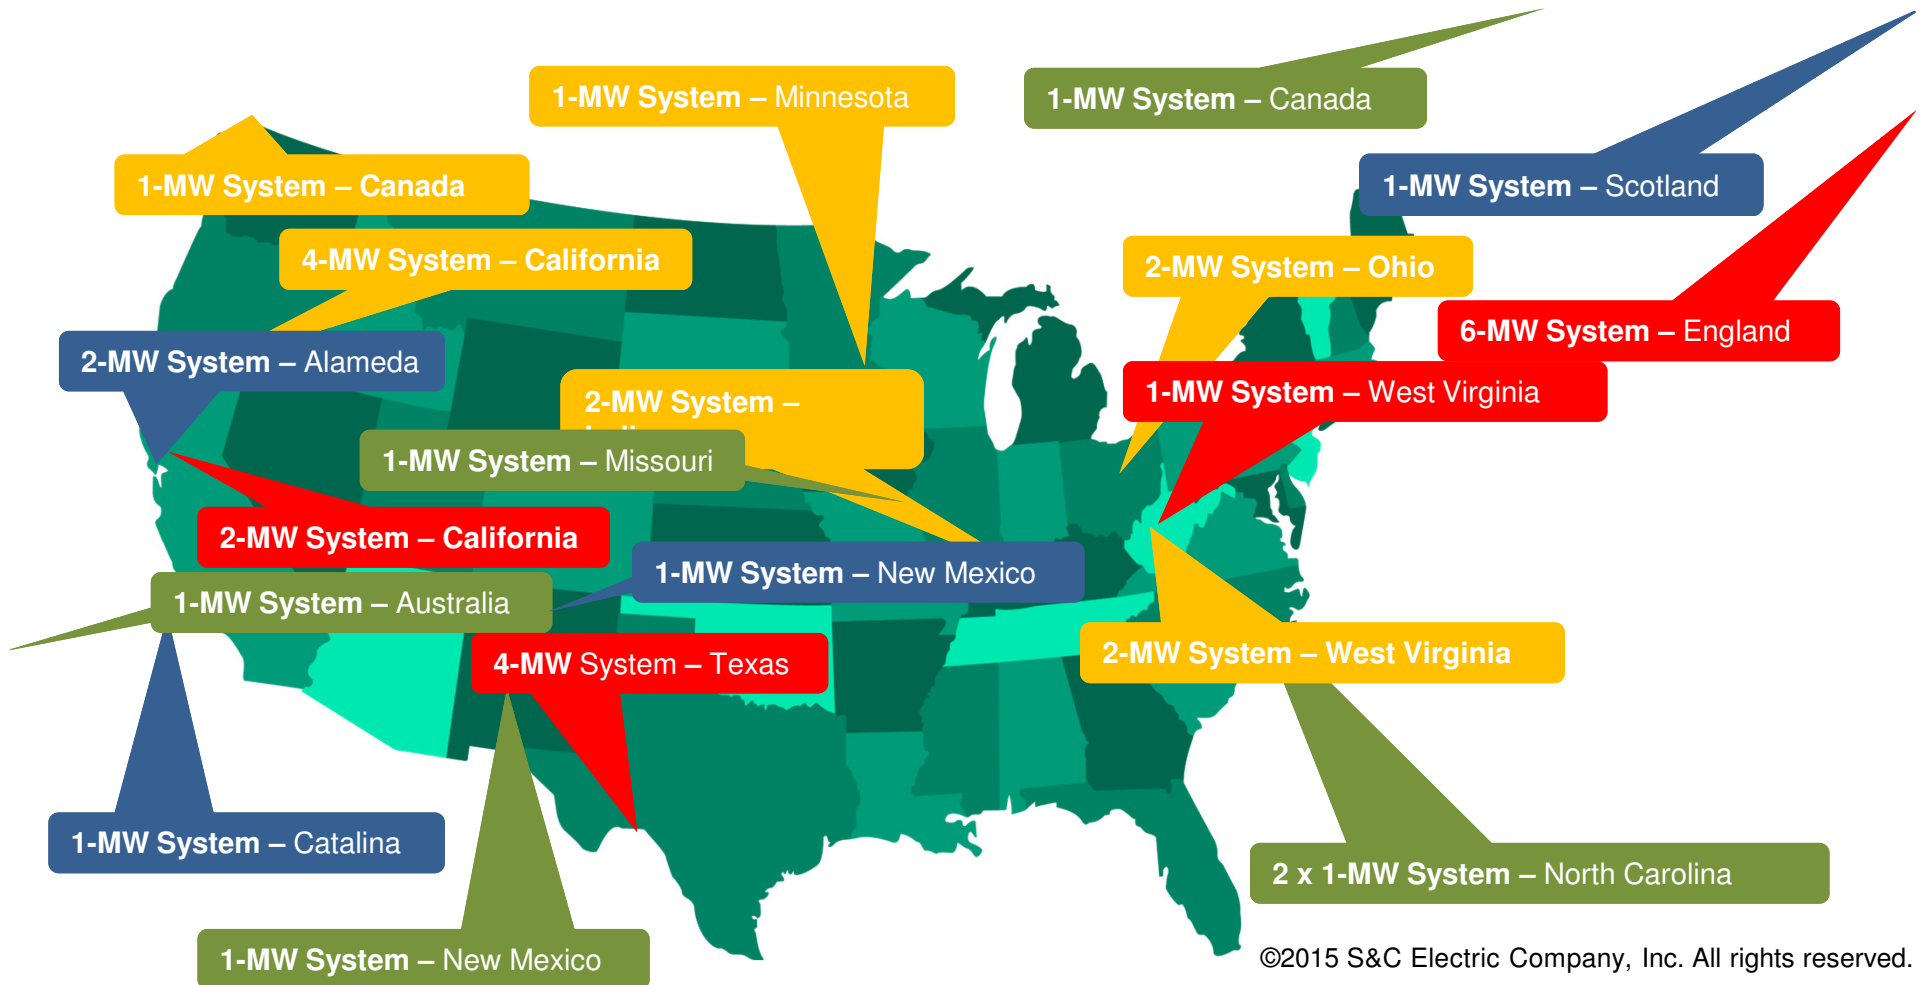 1-MW System – Minnesota
1-MW System – Canada
1-MW System – Canada
1-MW System – Scotland
4-MW System – California
2-MW System – Ohio
6-MW System – England
2-MW System – Alameda
1-MW System – West Virginia
2-MW System –
1-MW System – Missouri
2-MW System – California
1-MW System – New Mexico
1-MW System – Australia
4-MW System – Texas
2-MW System – West Virginia
1-MW System – Catalina
2 x 1-MW System – North Carolina
1-MW System – New Mexico
©2015 S&C Electric Company, Inc. All rights reserved.